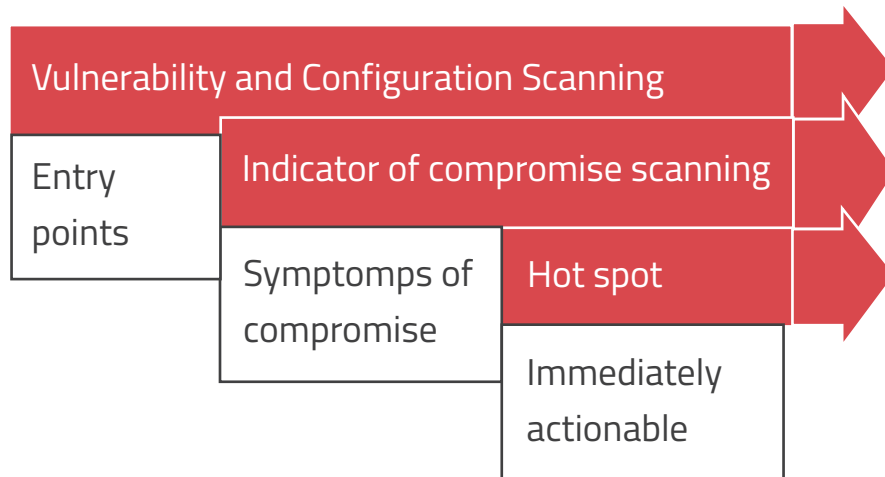 Vulnerability and Configuration Scanning
Entry
points
Indicator of compromise scanning
Symptomps of
compromise
Hot spot
Immediately
actionable